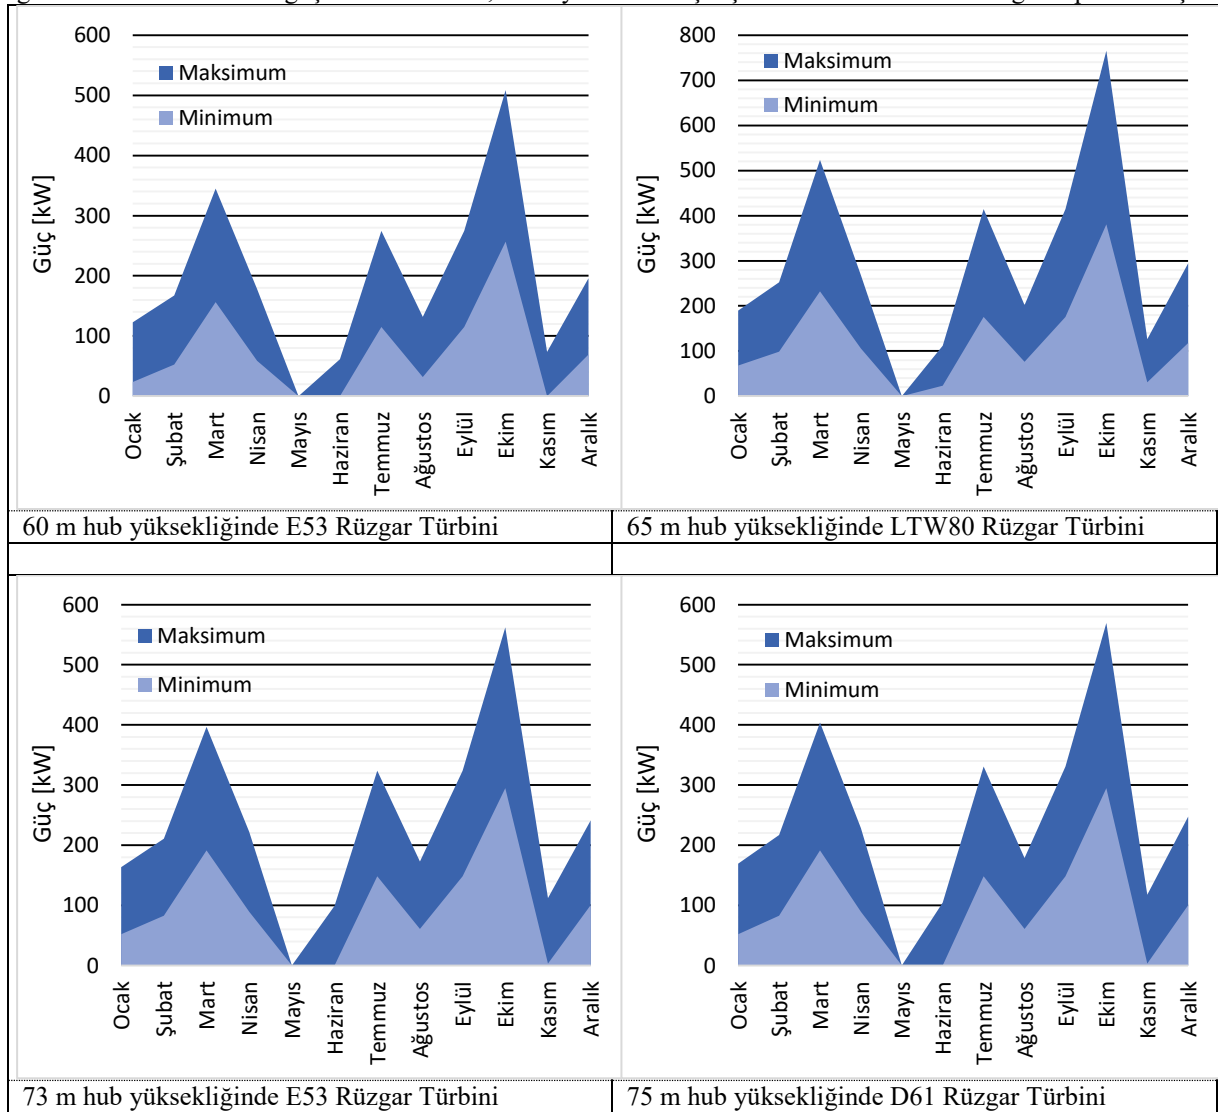 600
500
400
300
200
100
0
Güç [kW]
Maksimum
Minimum
Ocak
Şubat
Mart
Nisan
Mayıs
Haziran
Temmuz
Ağustos
Eylül
Ekim
Kasım
Aralık
800
700
600
500
400
300
200
100
0
Güç [kW]
Maksimum
Minimum
Ocak
Şubat
Mart
Nisan
Mayıs
Haziran
Temmuz
Ağustos
Eylül
Ekim
Kasım
Aralık
60 m hub yüksekliğinde E53 Rüzgar Türbini
65 m hub yüksekliğinde LTW80 Rüzgar Türbini
600
500
400
300
200
100
0
Güç [kW]
Maksimum
Minimum
Ocak
Şubat
Mart
Nisan
Mayıs
Haziran
Temmuz
Ağustos
Eylül
Ekim
Kasım
Aralık
600
500
400
300
200
100
0
Güç [kW]
Maksimum
Minimum
Ocak
Şubat
Mart
Nisan
Mayıs
Haziran
Temmuz
Ağustos
Eylül
Ekim
Kasım
Aralık
73 m hub yüksekliğinde E53 Rüzgar Türbini
75 m hub yüksekliğinde D61 Rüzgar Türbini